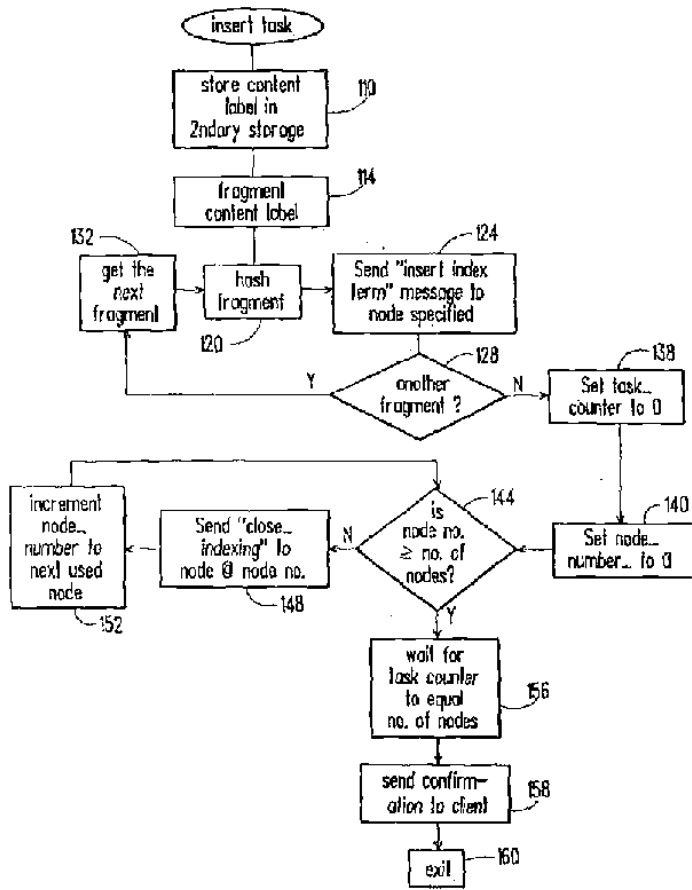 insert task
store content
label in
2ndary storage
110
fragment
content label
114
132
get the
next
fragment
hash
fragment
120
124
Send "insert index
term" message to
node specified
128
another
fragment ?
Y
N
138
Set task_
counter to 0
140
Set node_
number_ to 0
144
is
node no.
≥ no. of
nodes?
N
Y
Send "close_
indexing" to
node @ node no.
148
increment
node_
number to
next used
node
152
wait for
task counter
to equal
no. of nodes
156
send confirm-
ation to client
158
exit
160